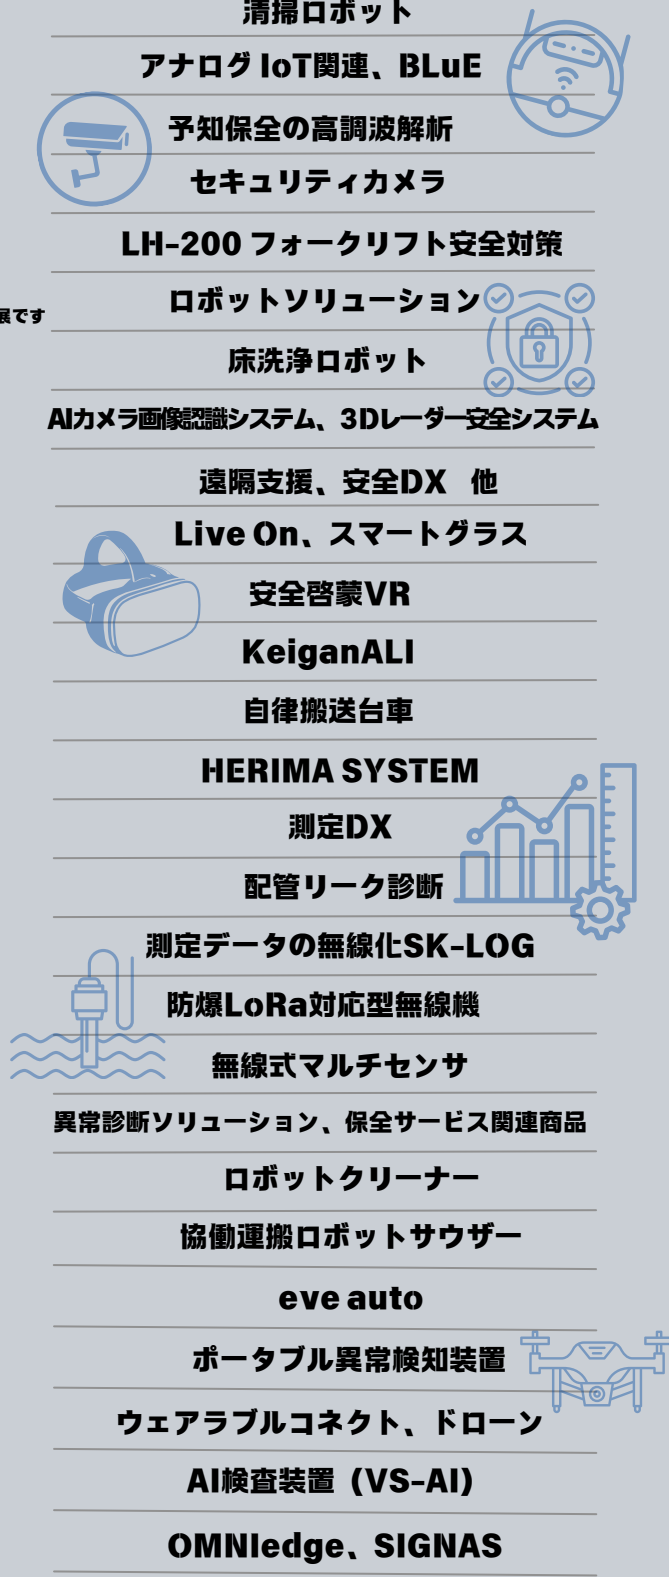 清掃ロボット
アナログ IoT関連、BLuE
予知保全の高調波解析
セキュリティカメラ
LH-200 フォークリフト安全対策
ロボットソリューション
展です
床洗浄ロボット
AIカメラ画像認識システム、3Dレーダー安全システム
遠隔支援、安全DX 他
Live On、スマートグラス
安全啓蒙VR
KeiganALI
自律搬送台車
HERIMA SYSTEM
測定DX
配管リーク診断
測定データの無線化SK-LOG
防爆LoRa対応型無線機
無線式マルチセンサ
異常診断ソリューション、保全サービス関連商品
ロボットクリーナー
協働運搬ロボットサウザー
eve auto
ポータブル異常検知装置
ウェアラブルコネクト、ドローン
AI検査装置（VS-AI）
OMNIedge、SIGNAS